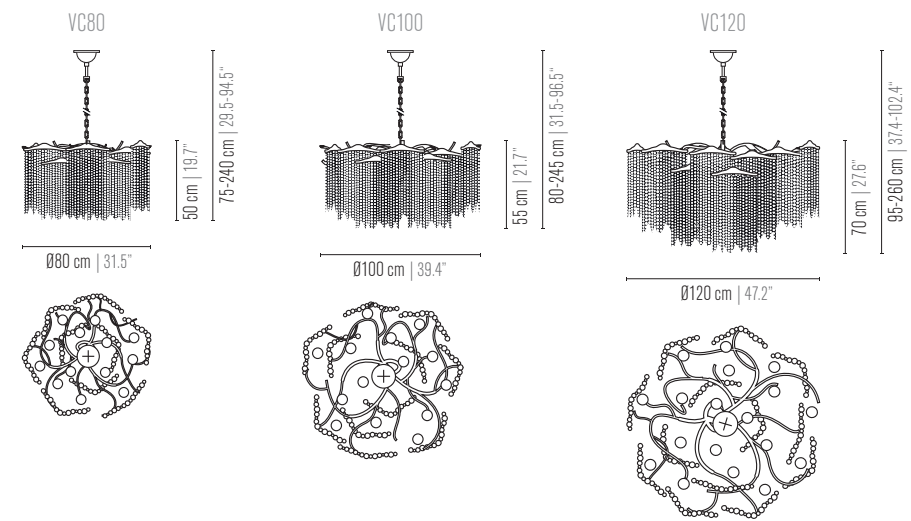 VC80
50 cm | 19.7"
75-240 cm | 29.5-94.5"
Ø80 cm | 31.5"
VC100
55 cm | 21.7"
80-245 cm | 31.5-96.5"
Ø100 cm | 39.4"
VC120
70 cm | 27.6"
95-260 cm | 37.4-102.4"
Ø120 cm | 47.2"